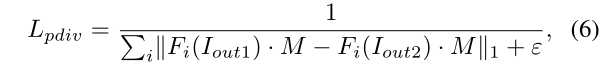 L_{pdiv} = \frac{1}{\sum_i \|F_i(I_{out1}) \cdot M - F_i(I_{out2}) \cdot M\|_1 + \varepsilon}, (6)